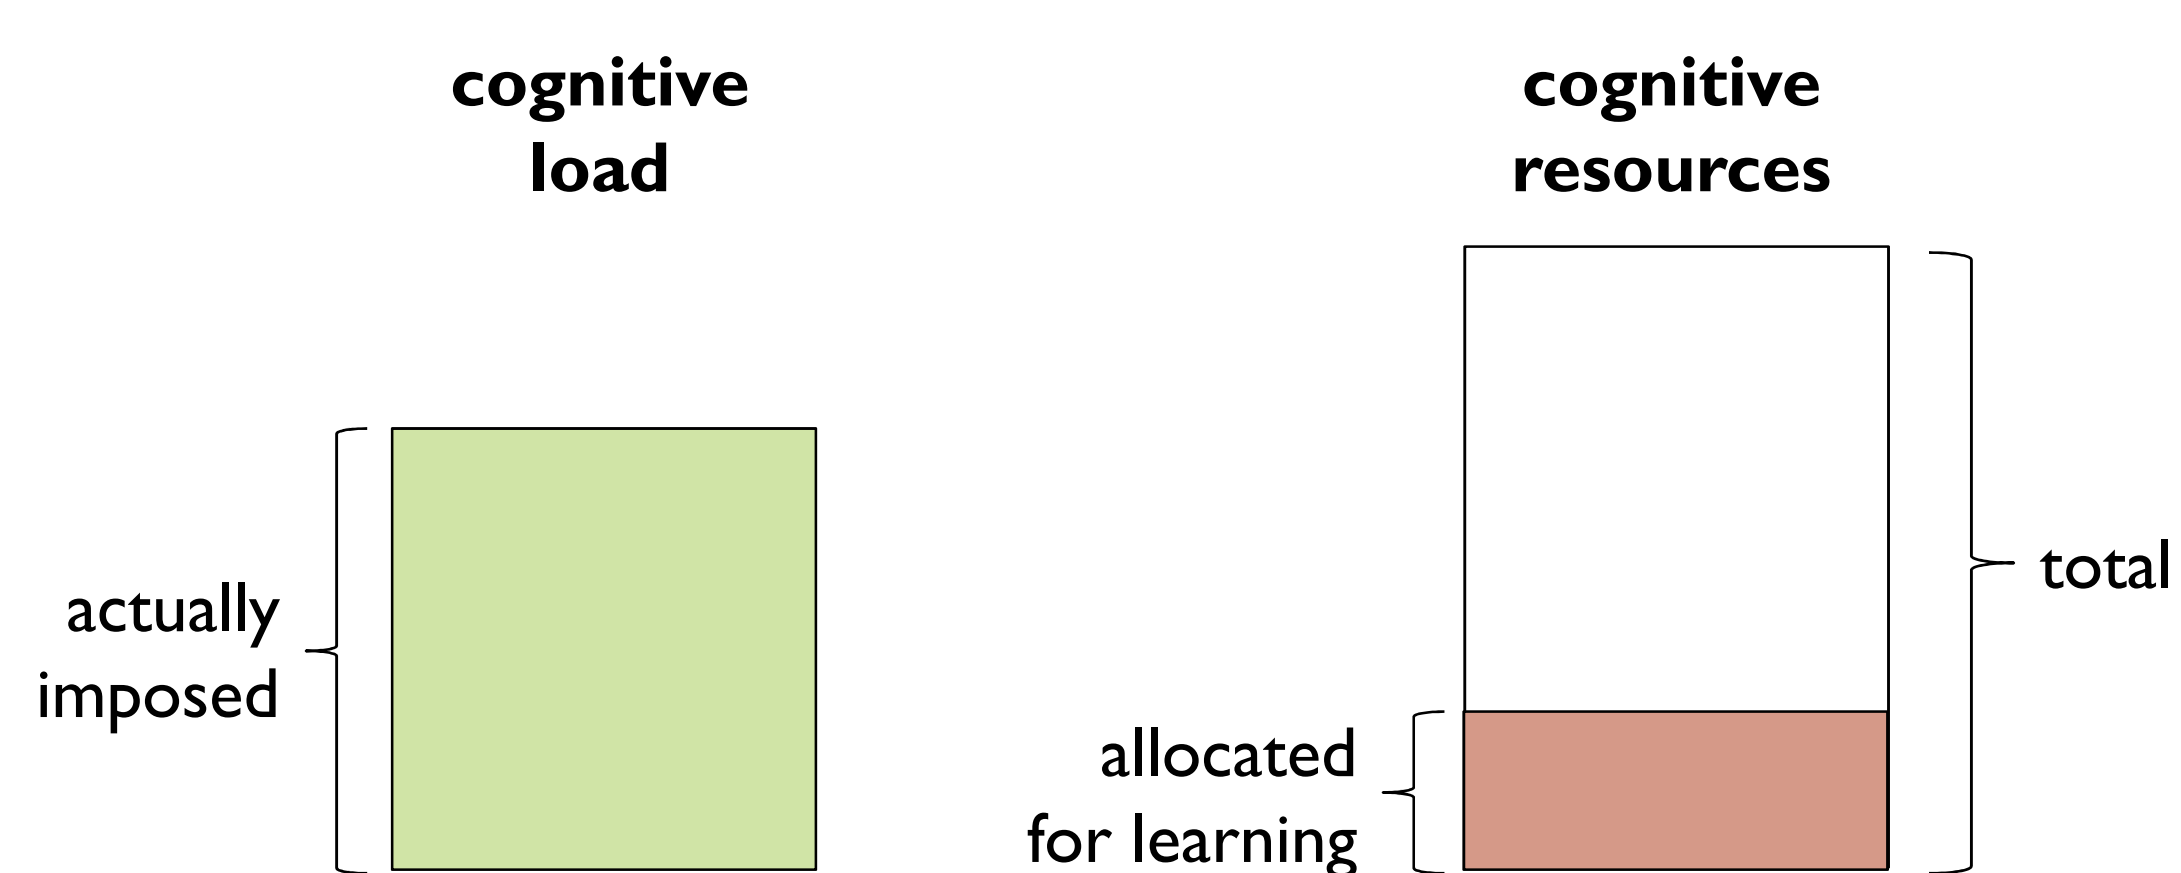 cognitive
load
cognitive
resources
actually
imposed
total
allocated
for learning